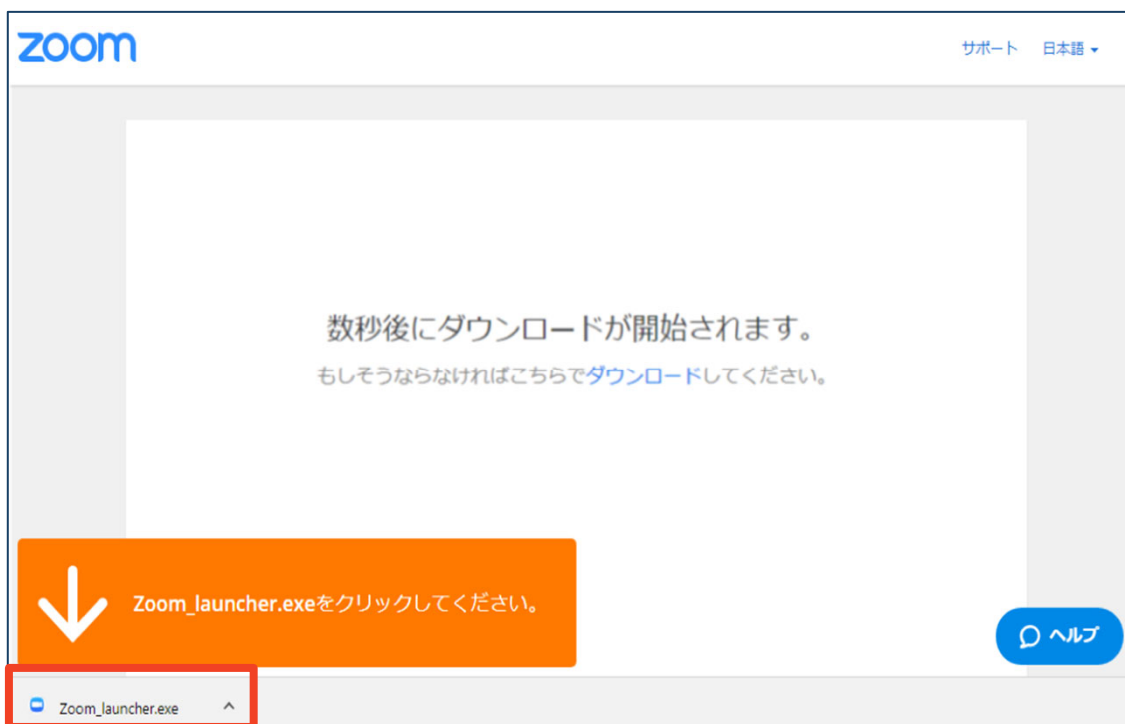 zoom
サポート 日本語
数秒後にダウンロードが開始されます。
もしそうならなければこちらでダウンロードしてください。
Zoom_launcher.exeをクリックしてください。
ヘルプ
Zoom_launcher.exe